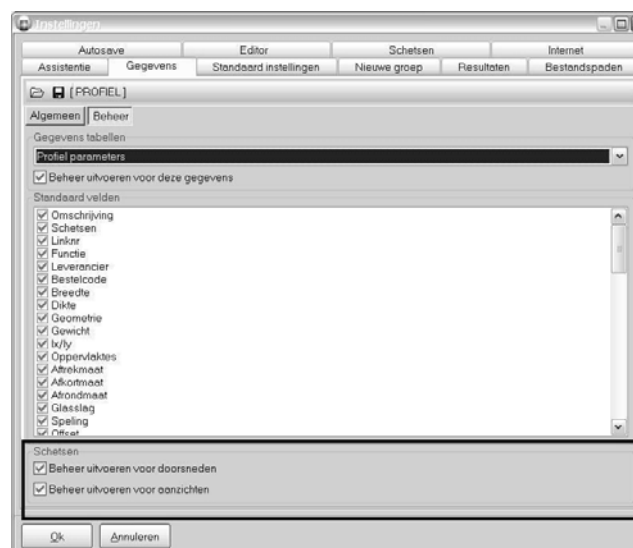 Instellingen
Autosave Editor Schetsen Internet
Assistentie Gegevens Standaard instellingen Nieuwe groep Resultaten Bestandspaden
[PROFIEL]
Algemeen Beheer
Gegevens tabellen
Profiel parameters
Beheer uitvoeren voor deze gegevens
Standaard velden
Omschrijving
Schetsen
Linknr
Functie
Leverancier
Bestelcode
Breedte
Dikte
Geometrie
Gewicht
Ix/Iy
Oppervlaktes
Aftrekmaat
Afkortmaat
Afrondmaat
Glasslag
Speling
Offset
Schetsen
Beheer uitvoeren voor doorsneden
Beheer uitvoeren voor aanzichten
Ok Annuleren